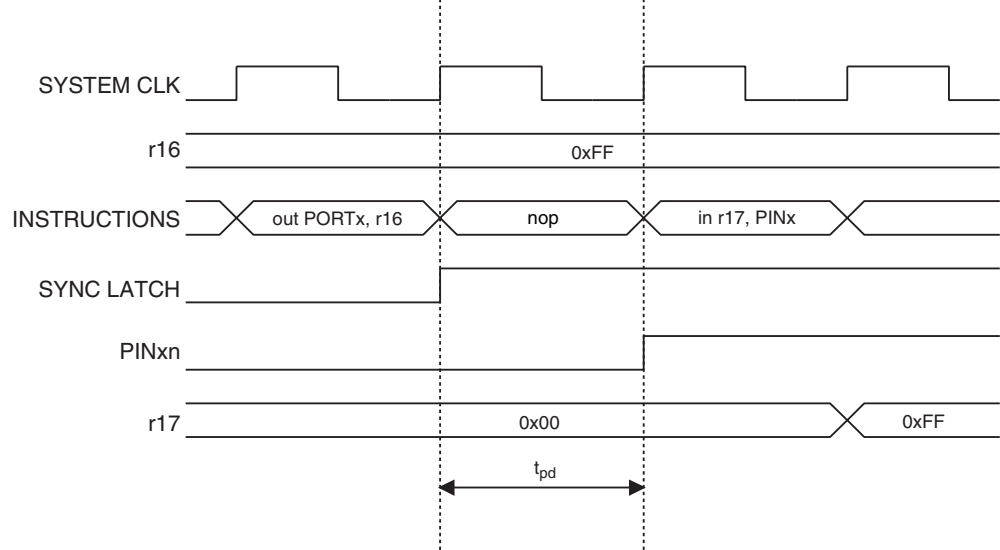 SYSTEM CLK
r16 0xFF
INSTRUCTIONS out PORTx, r16 nop in r17, PINx
SYNC LATCH
PINxn
r17 0x00 0xFF
tpd